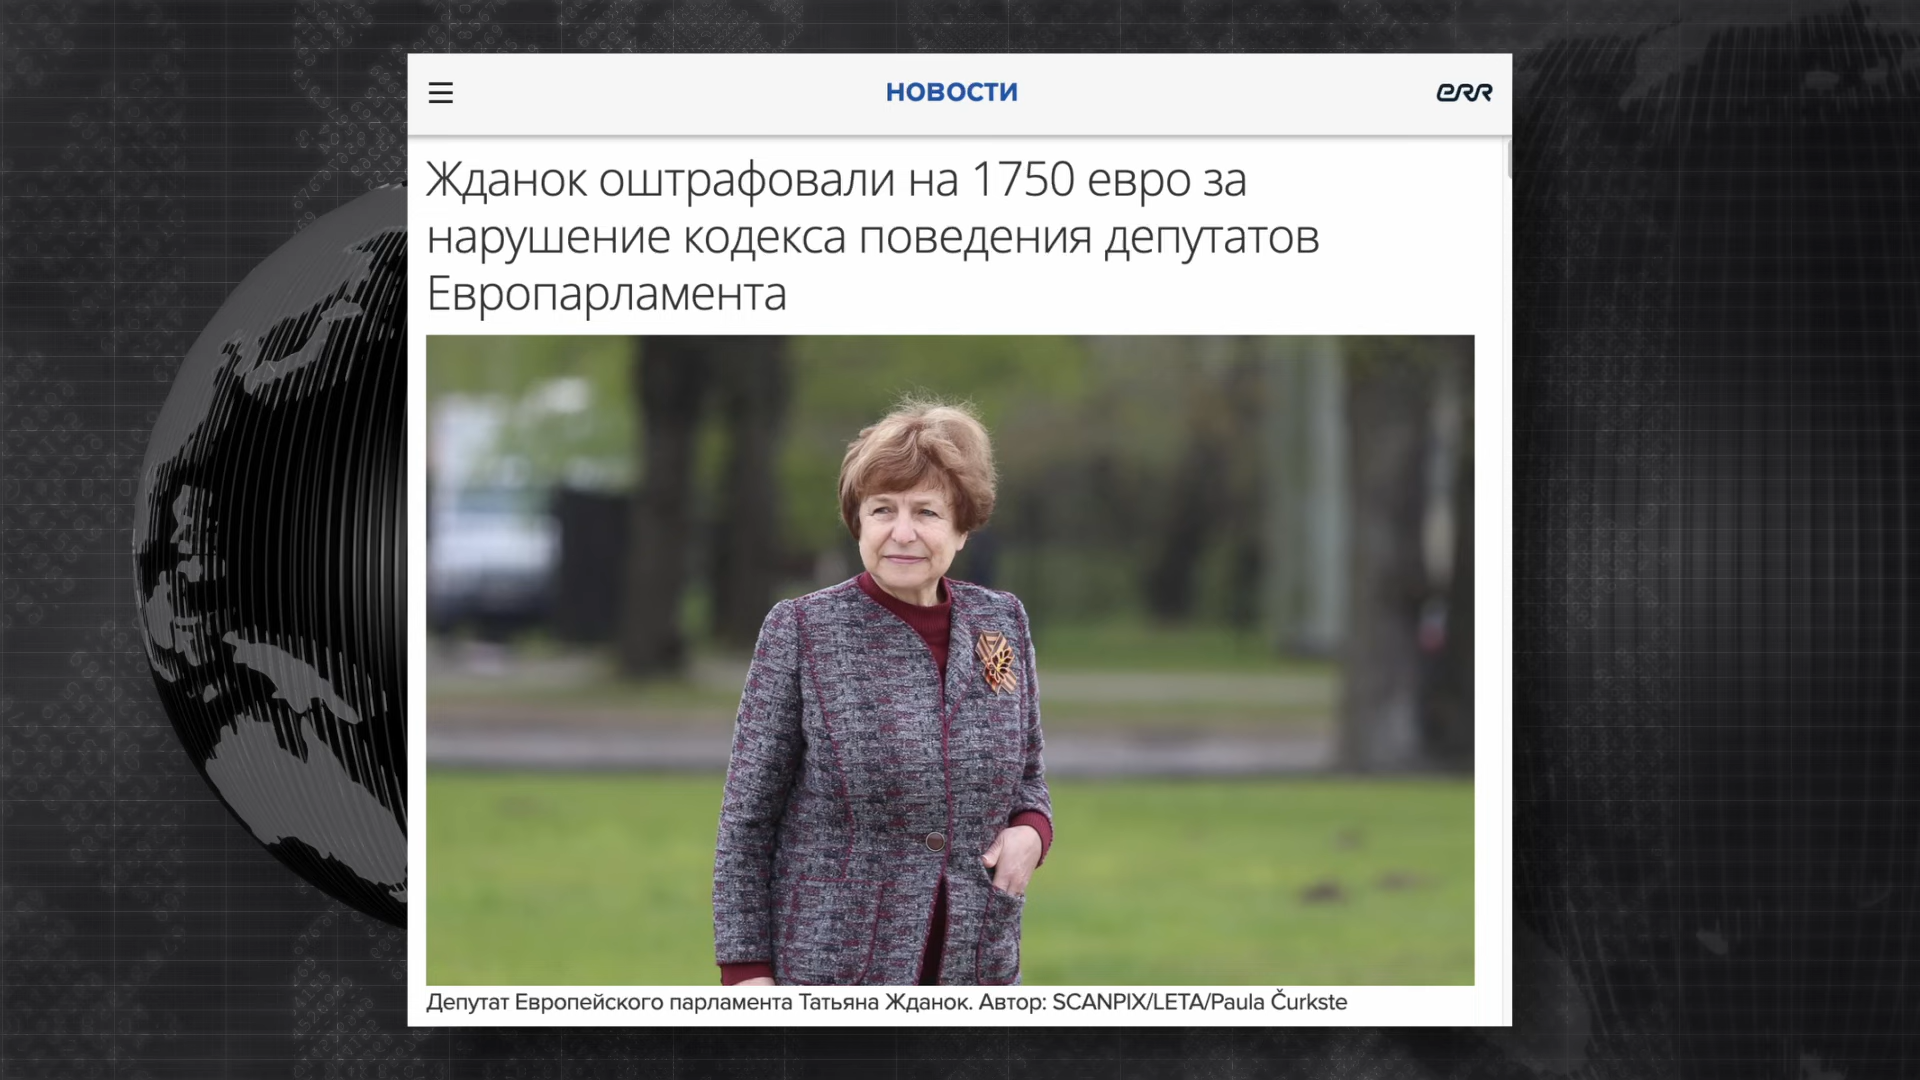 НОВОСТИ
err
Жданок оштрафовали на 1750 евро за
нарушение кодекса поведения депутатов
Европарламента
Депутат Европейского парламента Татьяна Жданок. Автор: SCANPIX/LETA/Paula Čurkste